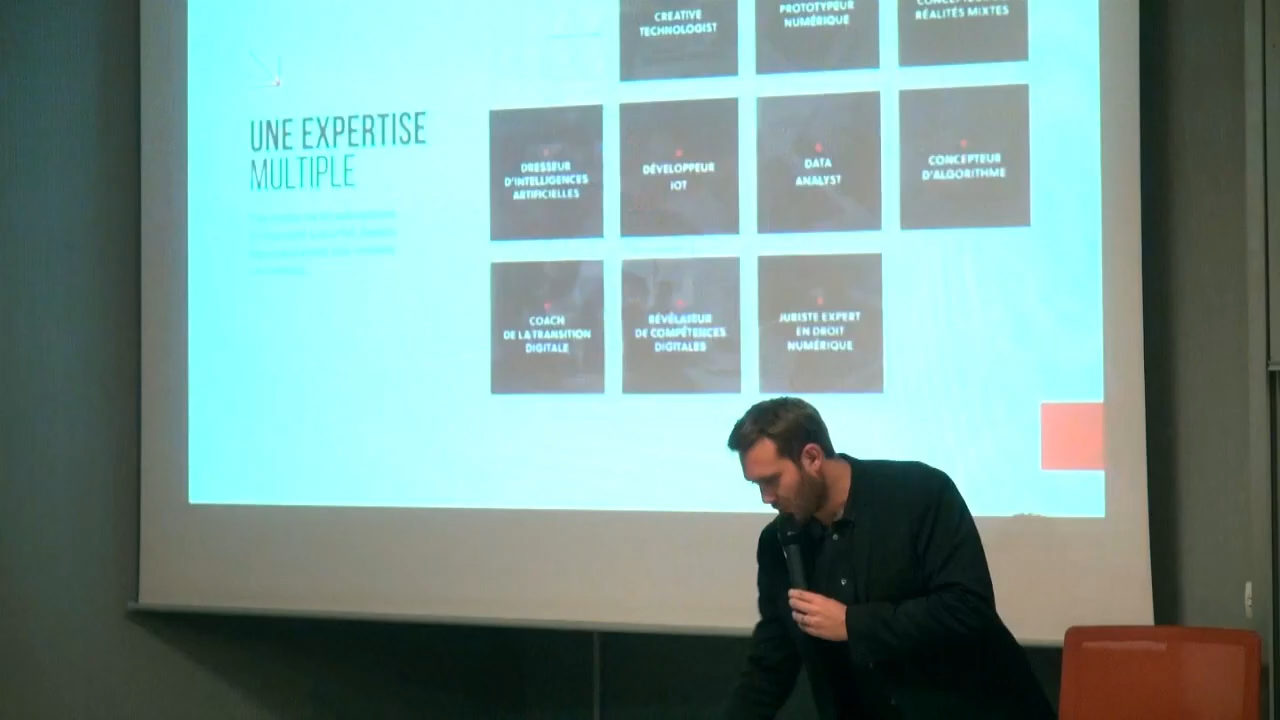 CREATIVE
TECHNOLOGIST
PROTOTYPEUR
NUMÉRIQUE
RÉALITÉS MIXTES
UNE EXPERTISE
MULTIPLE
DRESSEUR
D'INTELLIGENCES
ARTIFICIELLES
DÉVELOPPEUR
IOT
DATA
ANALYST
CONCEPTEUR
D'ALGORITHME
COACH
DE LA TRANSITION
DIGITALE
RÉVÉLATEUR
DE COMPÉTENCES
DIGITALES
JURISTE EXPERT
EN DROIT
NUMÉRIQUE